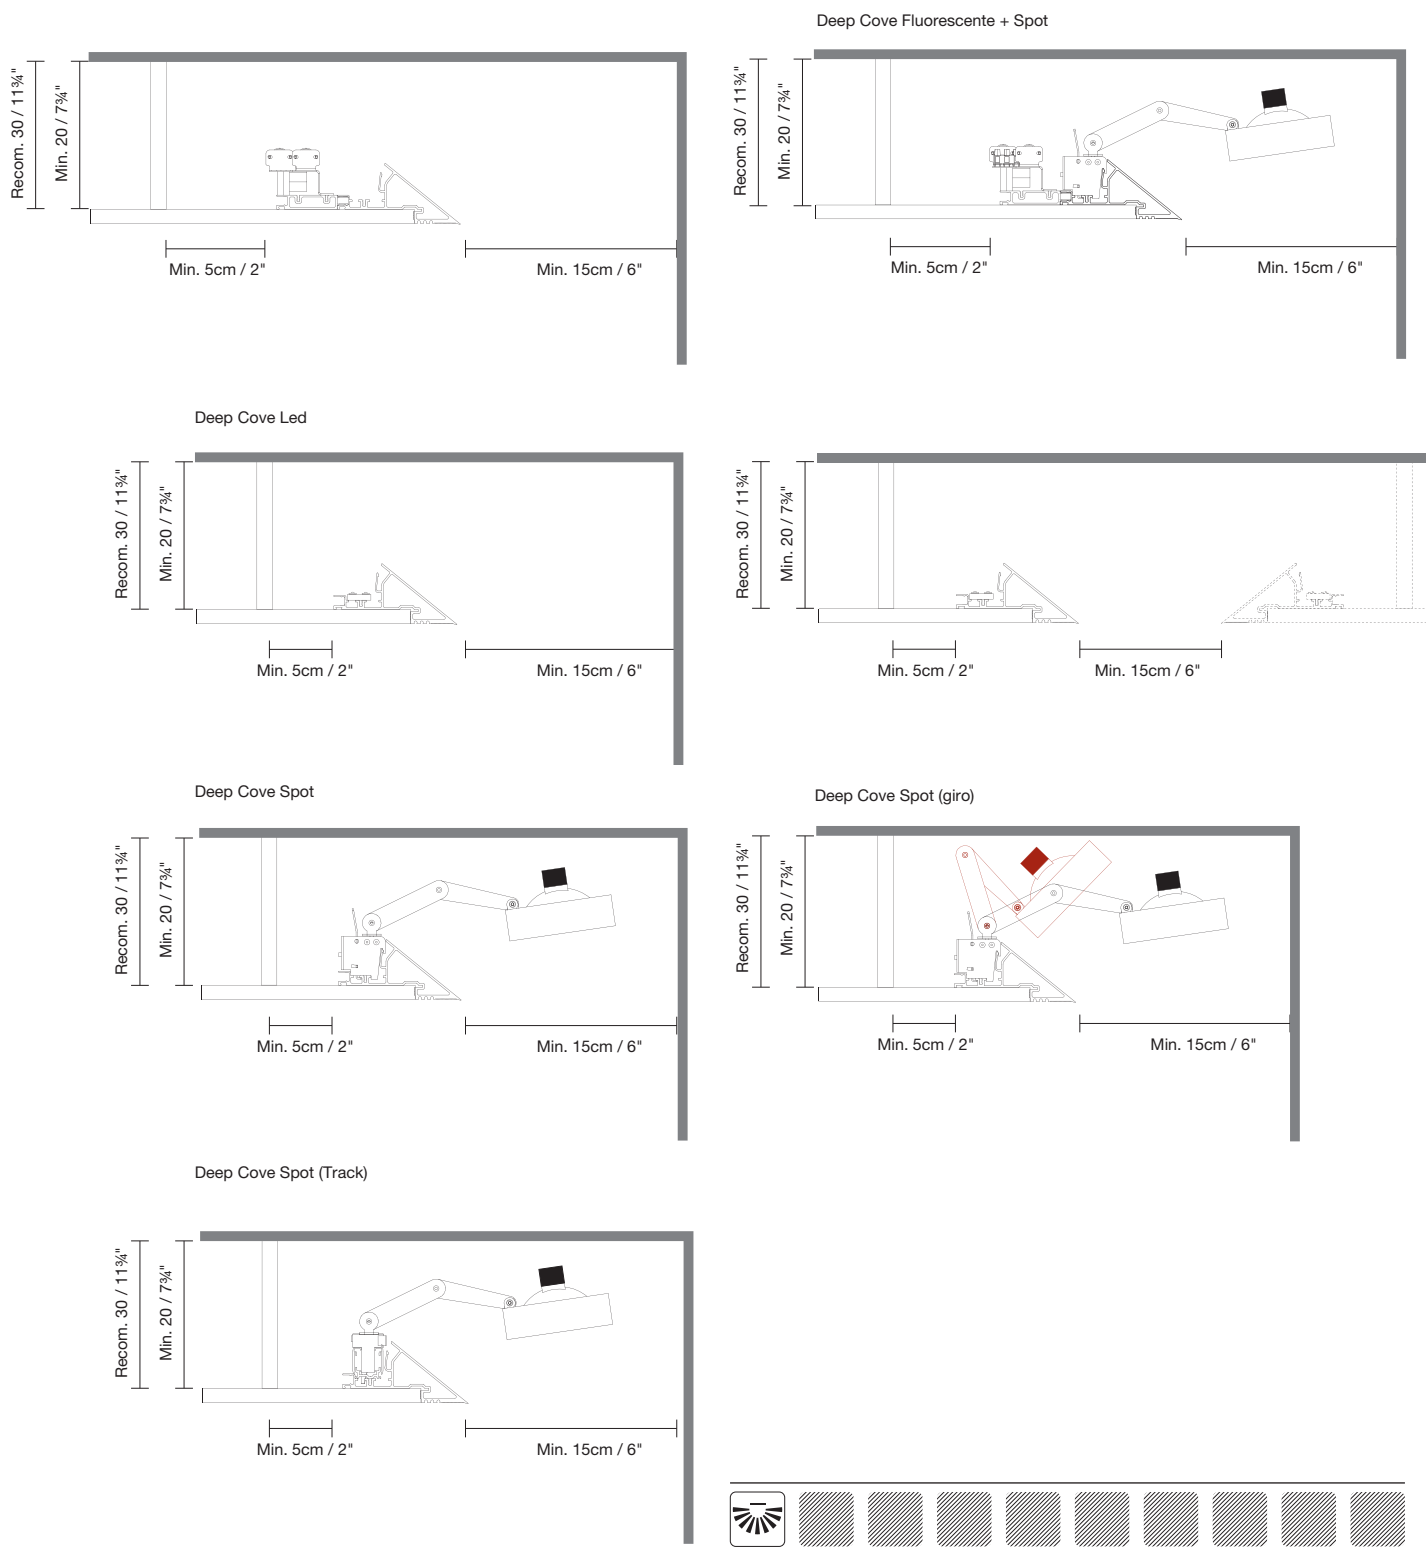 Deep Cove Fluorescente + Spot
Recom. 30 / 11¾"
Min. 20 / 7¾"
Min. 5cm / 2"
Min. 15cm / 6"
Recom. 30 / 11¾"
Min. 20 / 7¾"
Min. 5cm / 2"
Min. 15cm / 6"
Deep Cove Led
Recom. 30 / 11¾"
Min. 20 / 7¾"
Min. 5cm / 2"
Min. 15cm / 6"
Recom. 30 / 11¾"
Min. 20 / 7¾"
Min. 5cm / 2"
Min. 15cm / 6"
Deep Cove Spot
Recom. 30 / 11¾"
Min. 20 / 7¾"
Min. 5cm / 2"
Min. 15cm / 6"
Deep Cove Spot (giro)
Recom. 30 / 11¾"
Min. 20 / 7¾"
Min. 5cm / 2"
Min. 15cm / 6"
Deep Cove Spot (Track)
Recom. 30 / 11¾"
Min. 20 / 7¾"
Min. 5cm / 2"
Min. 15cm / 6"